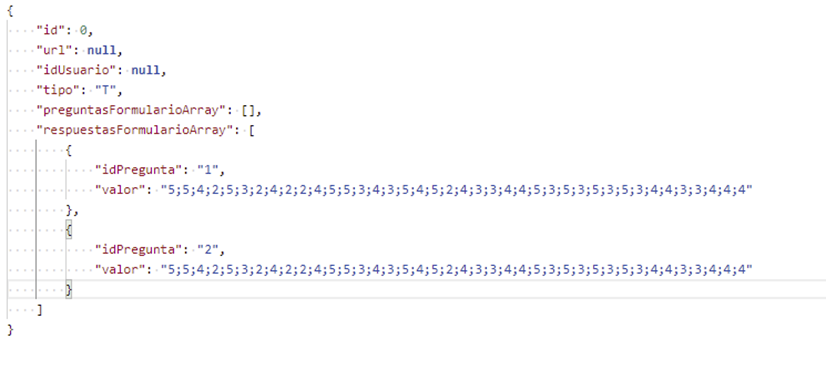 {
"id": 0,
"url": null,
"idUsuario": null,
"tipo": "T",
"preguntasFormularioArray": [],
"respuestasFormularioArray": [
{
"idPregunta": "1",
"valor": "5;5;4;2;5;3;2;4;2;2;4;5;5;3;4;3;5;4;5;2;4;3;3;4;4;5;3;5;3;5;3;5;3;4;4;3;3;4;4;4"
},
{
"idPregunta": "2",
"valor": "5;5;4;2;5;3;2;4;2;2;4;5;5;3;4;3;5;4;5;2;4;3;3;4;4;5;3;5;3;5;3;5;3;4;4;3;3;4;4;4"
}
]
}